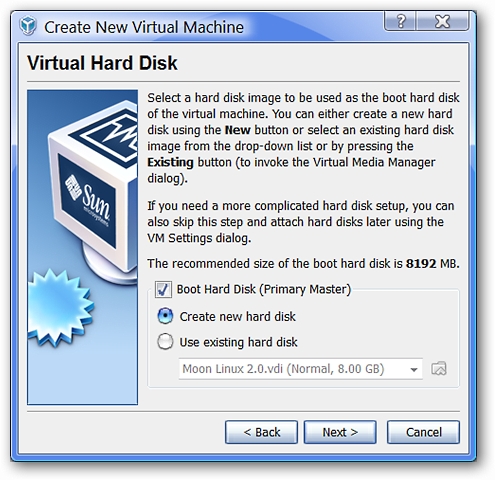 Create New Virtual Machine
?
Virtual Hard Disk
Select a hard disk image to be used as the boot hard disk
of the virtual machine. You can either create a new hard
disk using the New button or select an existing hard disk
image from the drop-down list or by pressing the
Existing button (to invoke the Virtual Media Manager
dialog).
If you need a more complicated hard disk setup, you can
also skip this step and attach hard disks later using the
VM Settings dialog.
The recommended size of the boot hard disk is 8192 MB.
Sun
microsystems
Boot Hard Disk (Primary Master)
Create new hard disk
Use existing hard disk
Moon Linux 2.0.vdi (Normal, 8.00 GB)
< Back
Next >
Cancel